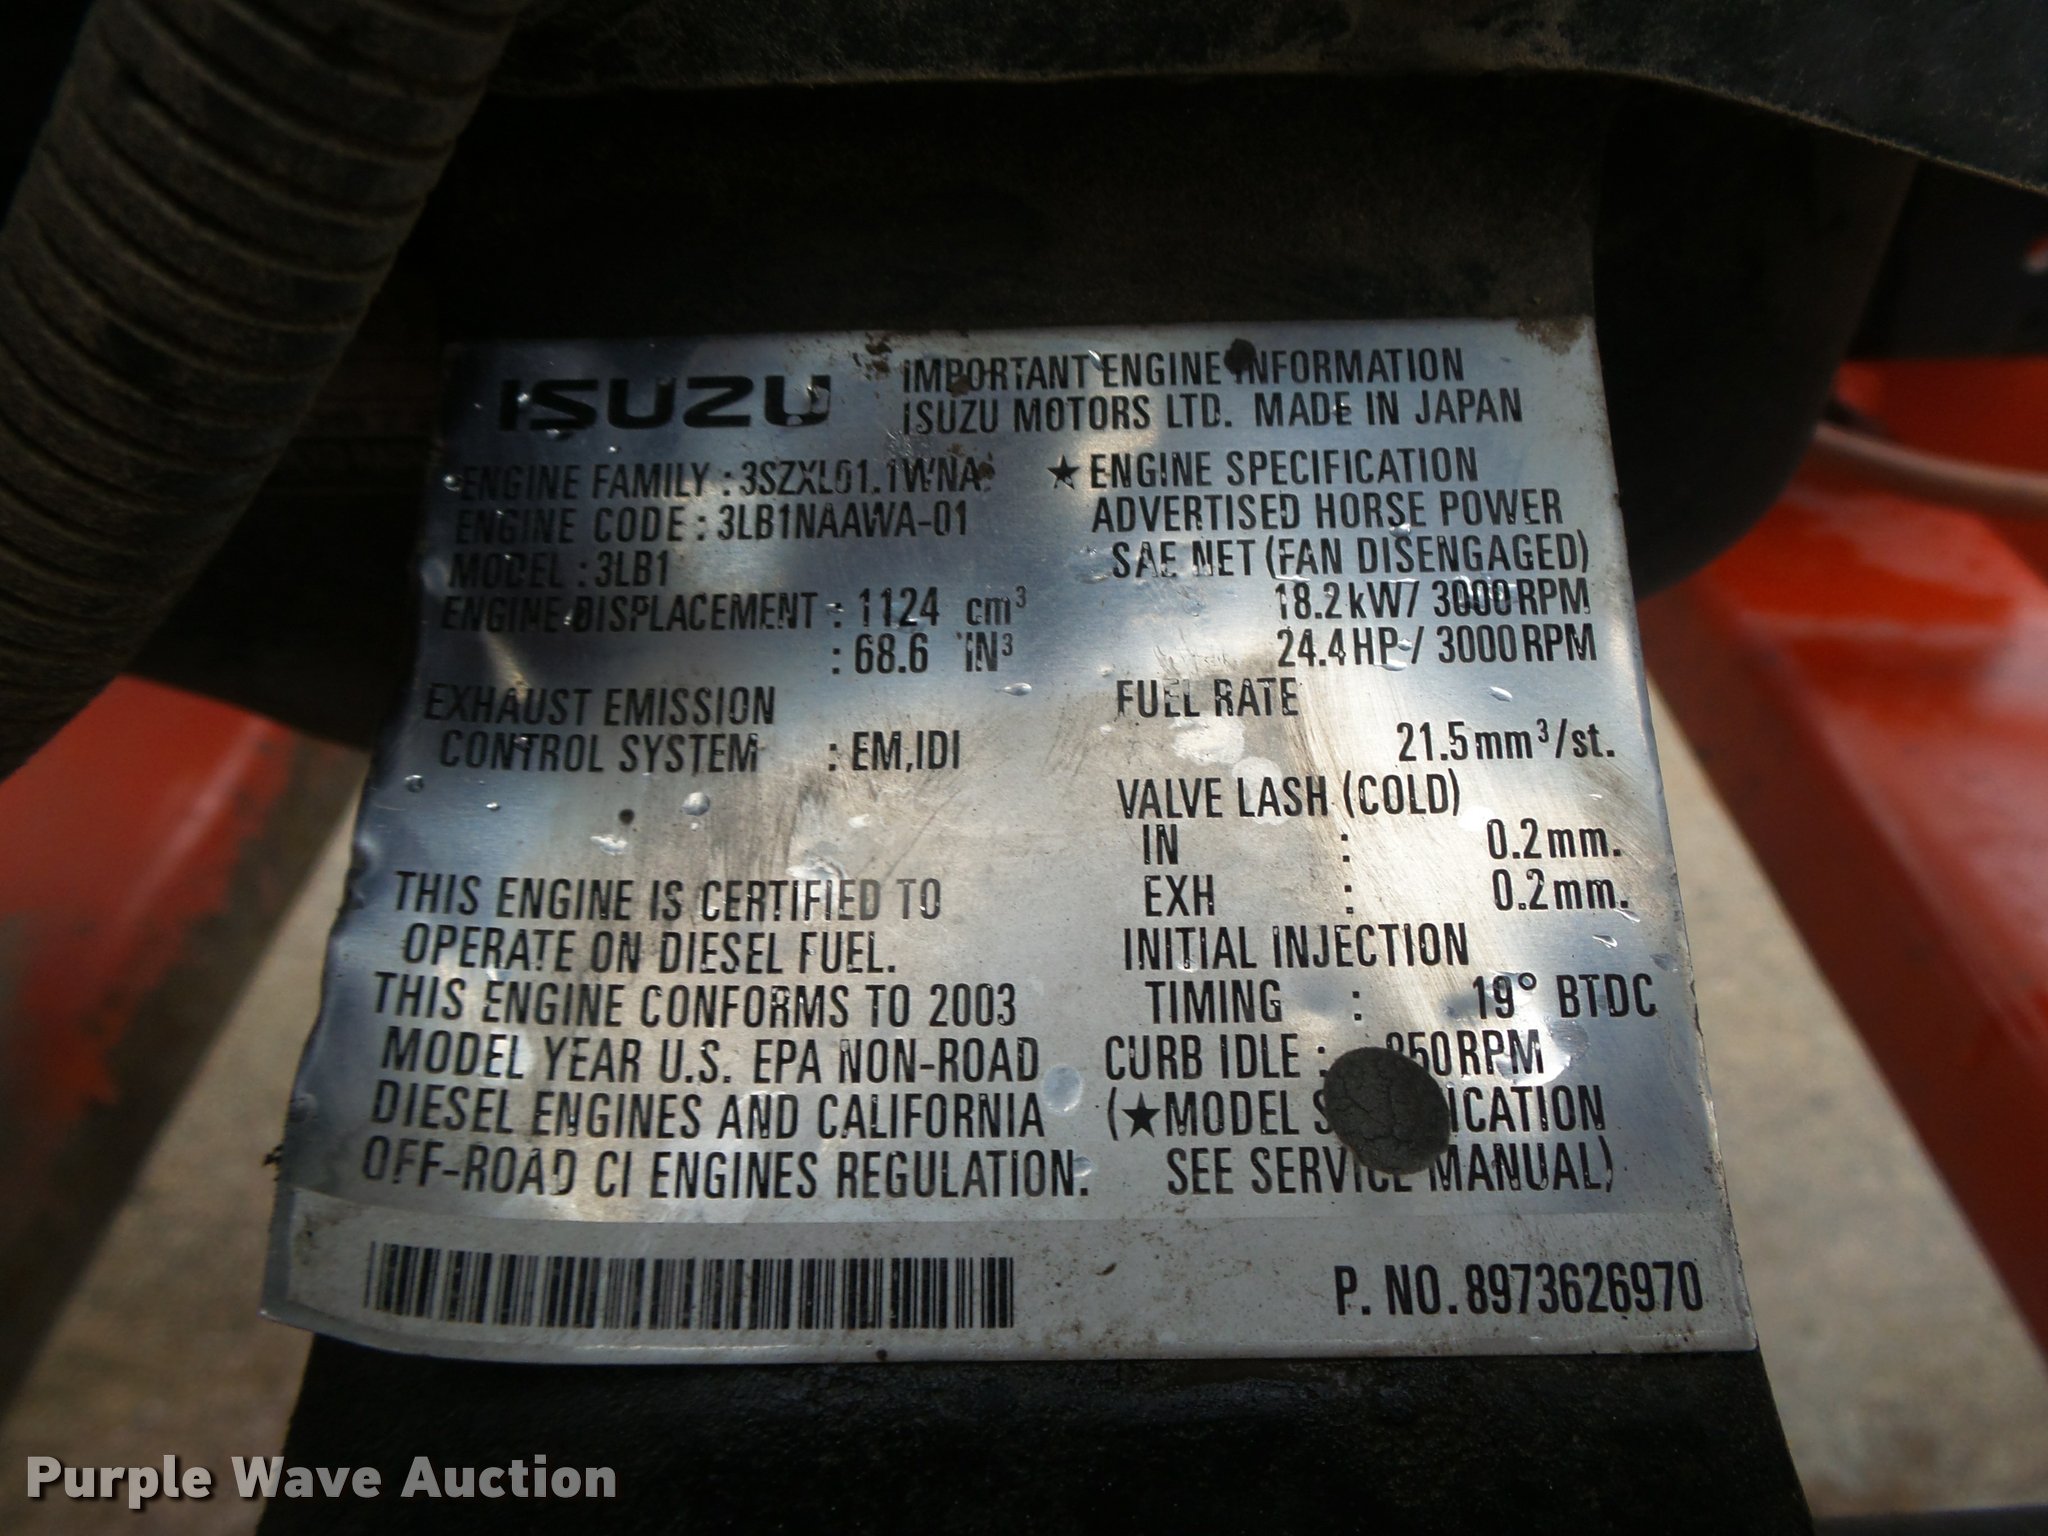 ISUZU
IMPORTANT ENGINE INFORMATION
ISUZU MOTORS LTD. MADE IN JAPAN
ENGINE FAMILY : 3SZXL01.1WNA
ENGINE CODE : 3LB1NAAWA-01
MODEL : 3LB1
ENGINE DISPLACEMENT : 1124 cm³
: 68.6 IN³
EXHAUST EMISSION
CONTROL SYSTEM : EM,IDI
THIS ENGINE IS CERTIFIED TO
OPERATE ON DIESEL FUEL.
THIS ENGINE CONFORMS TO 2003
MODEL YEAR U.S. EPA NON-ROAD
DIESEL ENGINES AND CALIFORNIA
OFF-ROAD CI ENGINES REGULATION.
★ ENGINE SPECIFICATION
ADVERTISED HORSE POWER
SAE NET (FAN DISENGAGED)
18.2 kW / 3000 RPM
24.4 HP / 3000 RPM
FUEL RATE
21.5 mm³/st.
VALVE LASH (COLD)
IN : 0.2 mm.
EXH : 0.2 mm.
INITIAL INJECTION
TIMING : 19° BTDC
CURB IDLE : RPM
(★MODEL
SEE SERVICE MANUAL)
P. NO. 8973626970
Purple Wave Auction